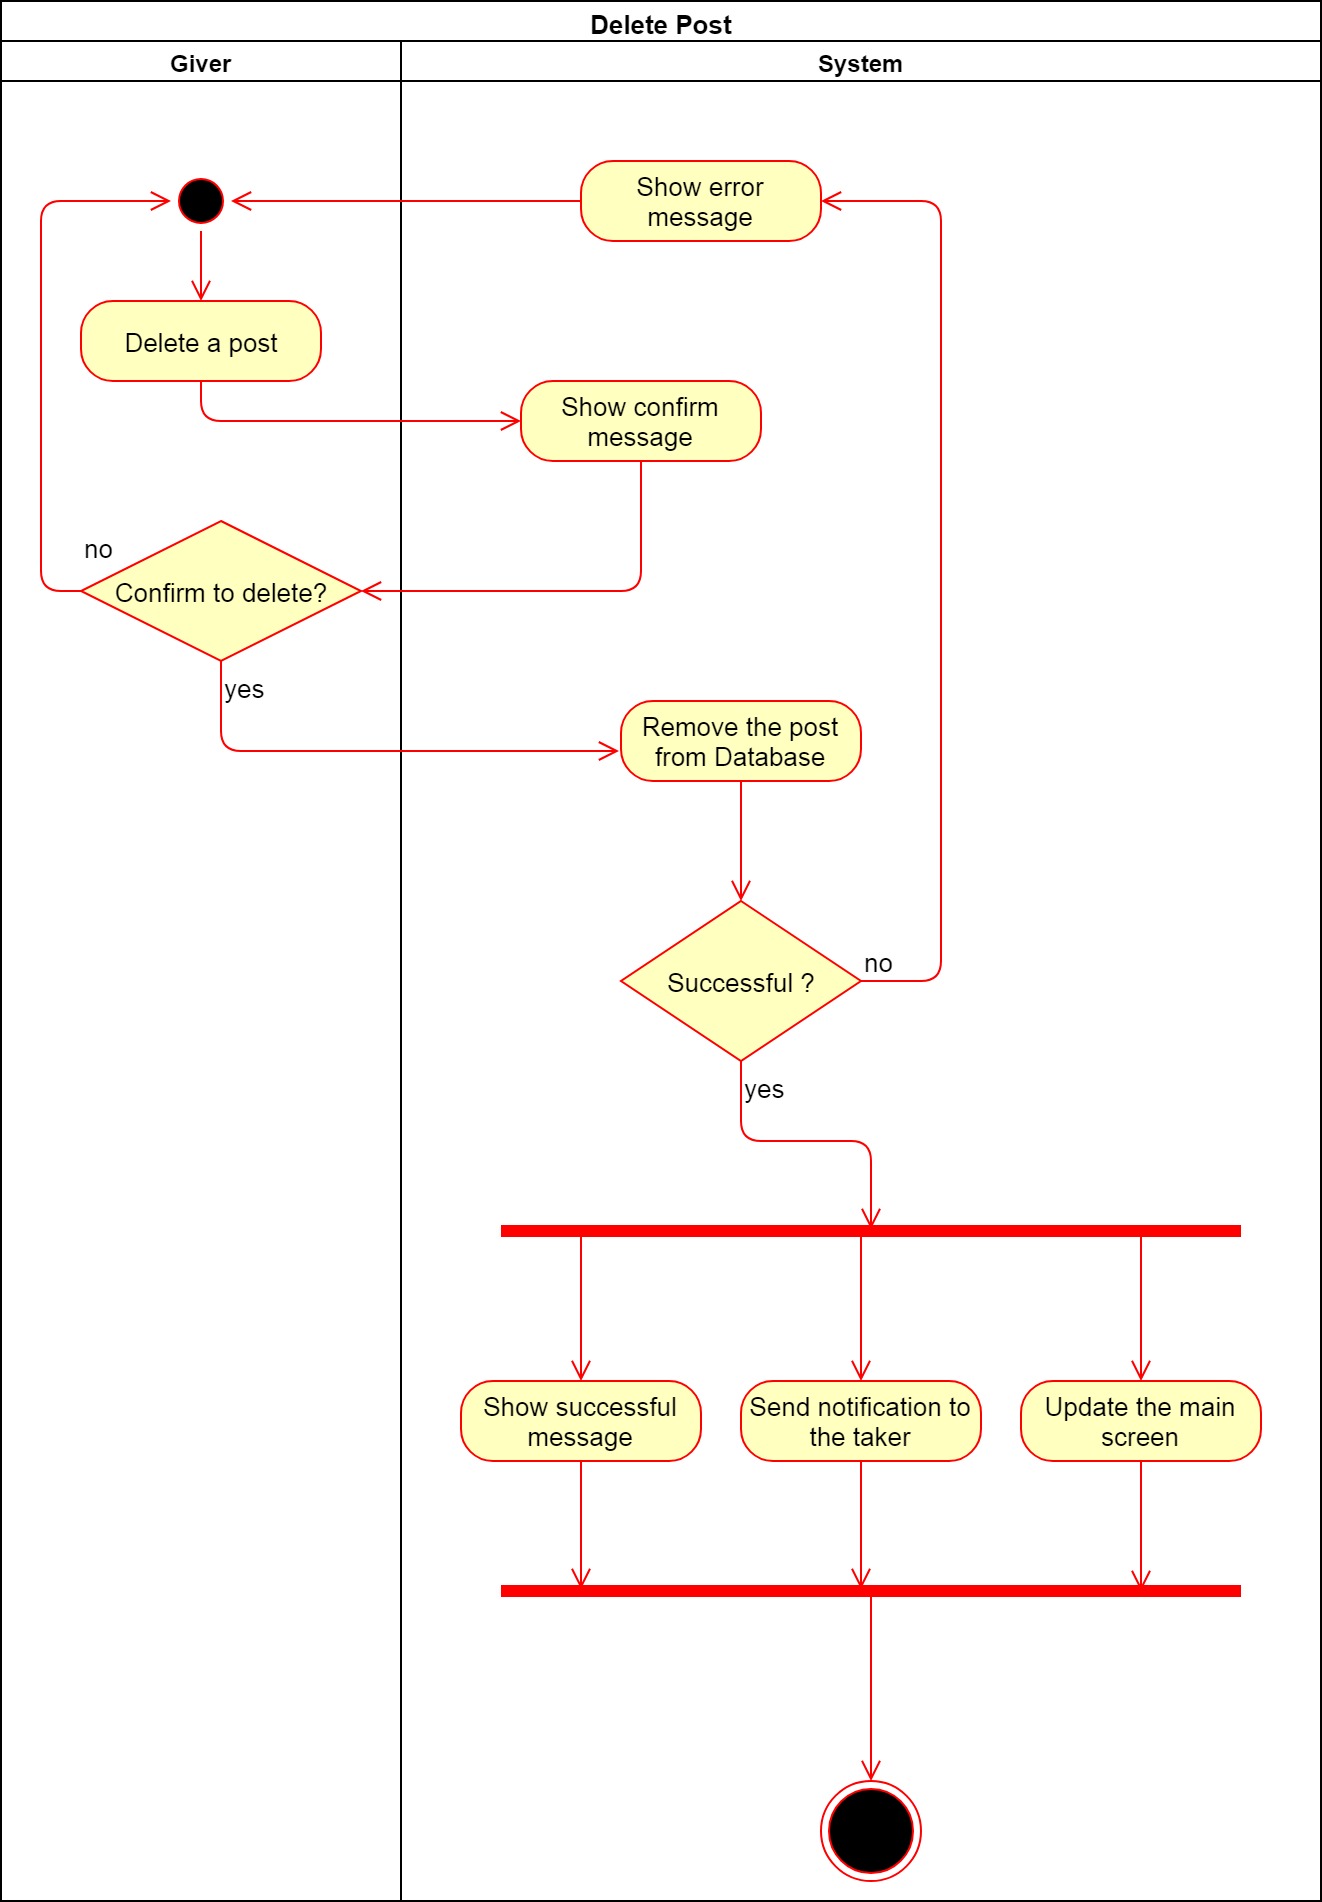 Delete Post
Giver
System
Show error
message
Delete a post
Show confirm
message
no
Confirm to delete?
yes
Remove the post
from Database
no
Successful ?
yes
Show successful
message
Send notification to
the taker
Update the main
screen